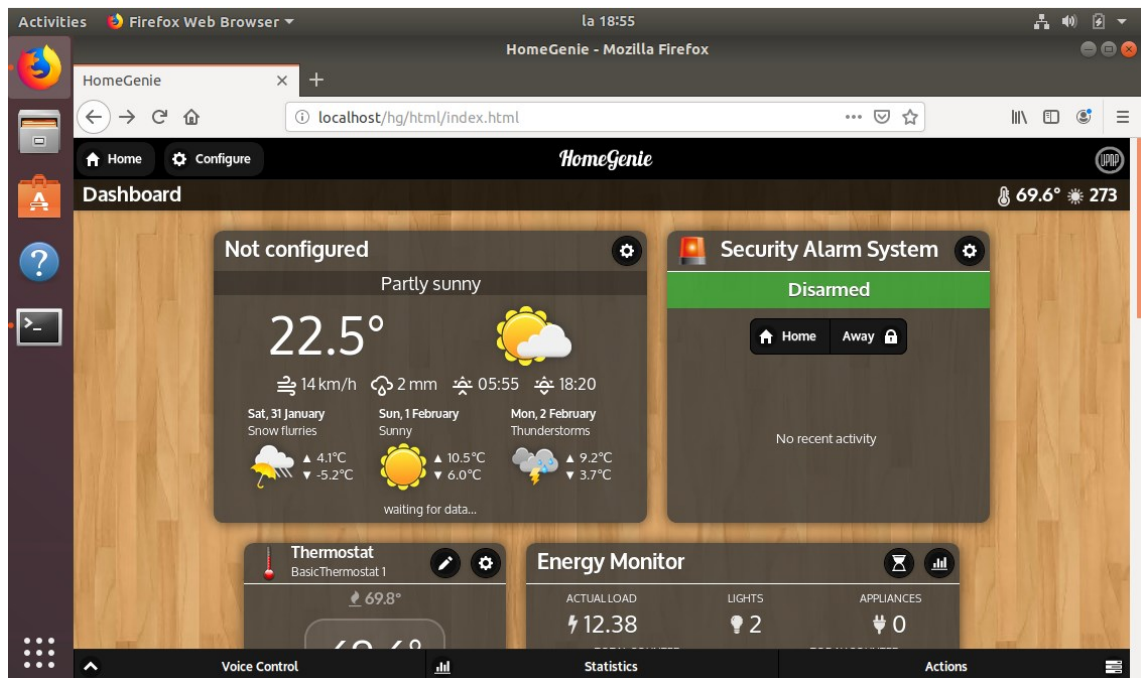 Activities Firefox Web Browser la 18:55
HomeGenie - Mozilla Firefox
HomeGenie
localhost/hg/html/index.html
Home Configure HomeGenie UPNP
Dashboard 69.6° 273
Not configured
Partly sunny
22.5°
14 km/h 2 mm 05:55 18:20
Sat, 31 January Sun, 1 February Mon, 2 February
Snow flurries Sunny Thunderstorms
▲ 4.1°C ▲ 10.5°C ▲ 9.2°C
▼ -5.2°C ▼ 6.0°C ▼ 3.7°C
waiting for data...
Security Alarm System
Disarmed
Home Away
No recent activity
Thermostat
BasicThermostat 1
69.8°
Energy Monitor
ACTUAL LOAD LIGHTS APPLIANCES
12.38 2 0
Voice Control Statistics Actions